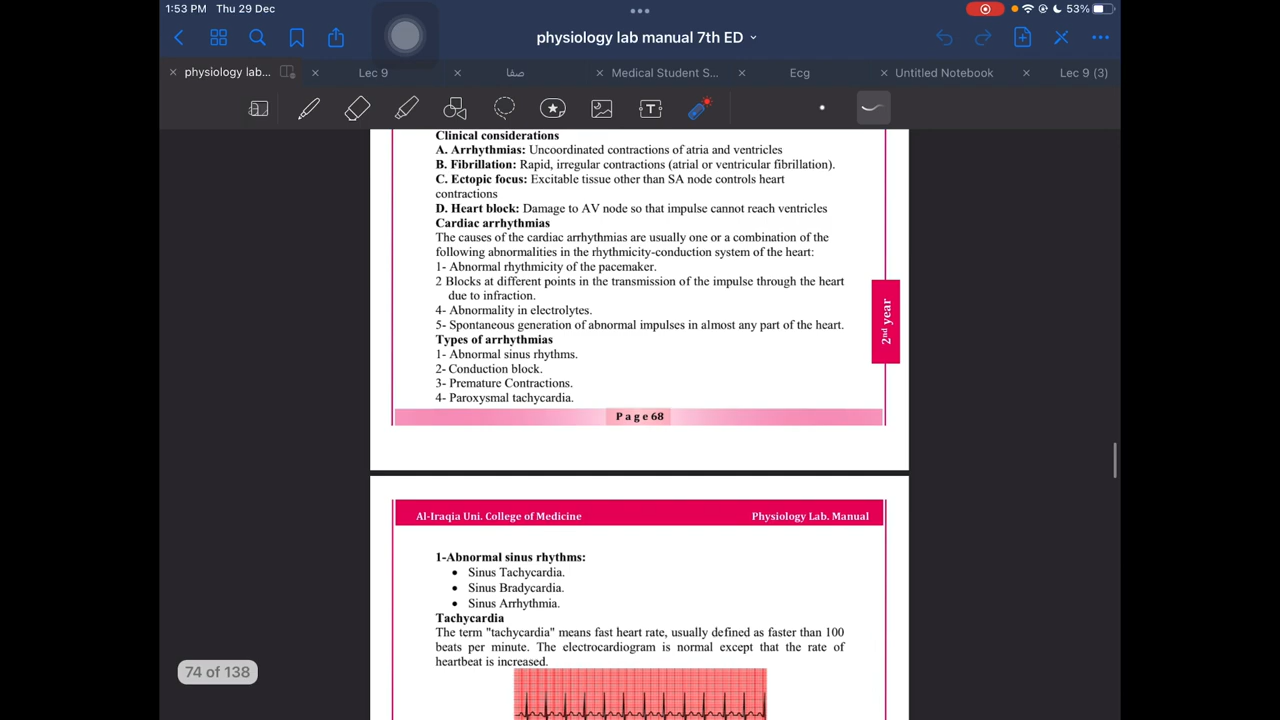 1:53 PM Thu 29 Dec
53%
physiology lab manual 7th ED
physiology lab...
Lec 9
صفا
Medical Student S...
Ecg
Untitled Notebook
Lec 9 (3)
Clinical considerations
A. Arrhythmias: Uncoordinated contractions of atria and ventricles
B. Fibrillation: Rapid, irregular contractions (atrial or ventricular fibrillation).
C. Ectopic focus: Excitable tissue other than SA node controls heart
contractions
D. Heart block: Damage to AV node so that impulse cannot reach ventricles
Cardiac arrhythmias
The causes of the cardiac arrhythmias are usually one or a combination of the
following abnormalities in the rhythmicity-conduction system of the heart:
1- Abnormal rhythmicity of the pacemaker.
2 Blocks at different points in the transmission of the impulse through the heart
due to infraction.
4- Abnormality in electrolytes.
5- Spontaneous generation of abnormal impulses in almost any part of the heart.
Types of arrhythmias
1- Abnormal sinus rhythms.
2- Conduction block.
3- Premature Contractions.
4- Paroxysmal tachycardia.
2nd year
Page 68
Al-Iraqia Uni. College of Medicine
Physiology Lab. Manual
1-Abnormal sinus rhythms:
• Sinus Tachycardia.
• Sinus Bradycardia.
• Sinus Arrhythmia.
Tachycardia
The term "tachycardia" means fast heart rate, usually defined as faster than 100
beats per minute. The electrocardiogram is normal except that the rate of
heartbeat is increased.
74 of 138